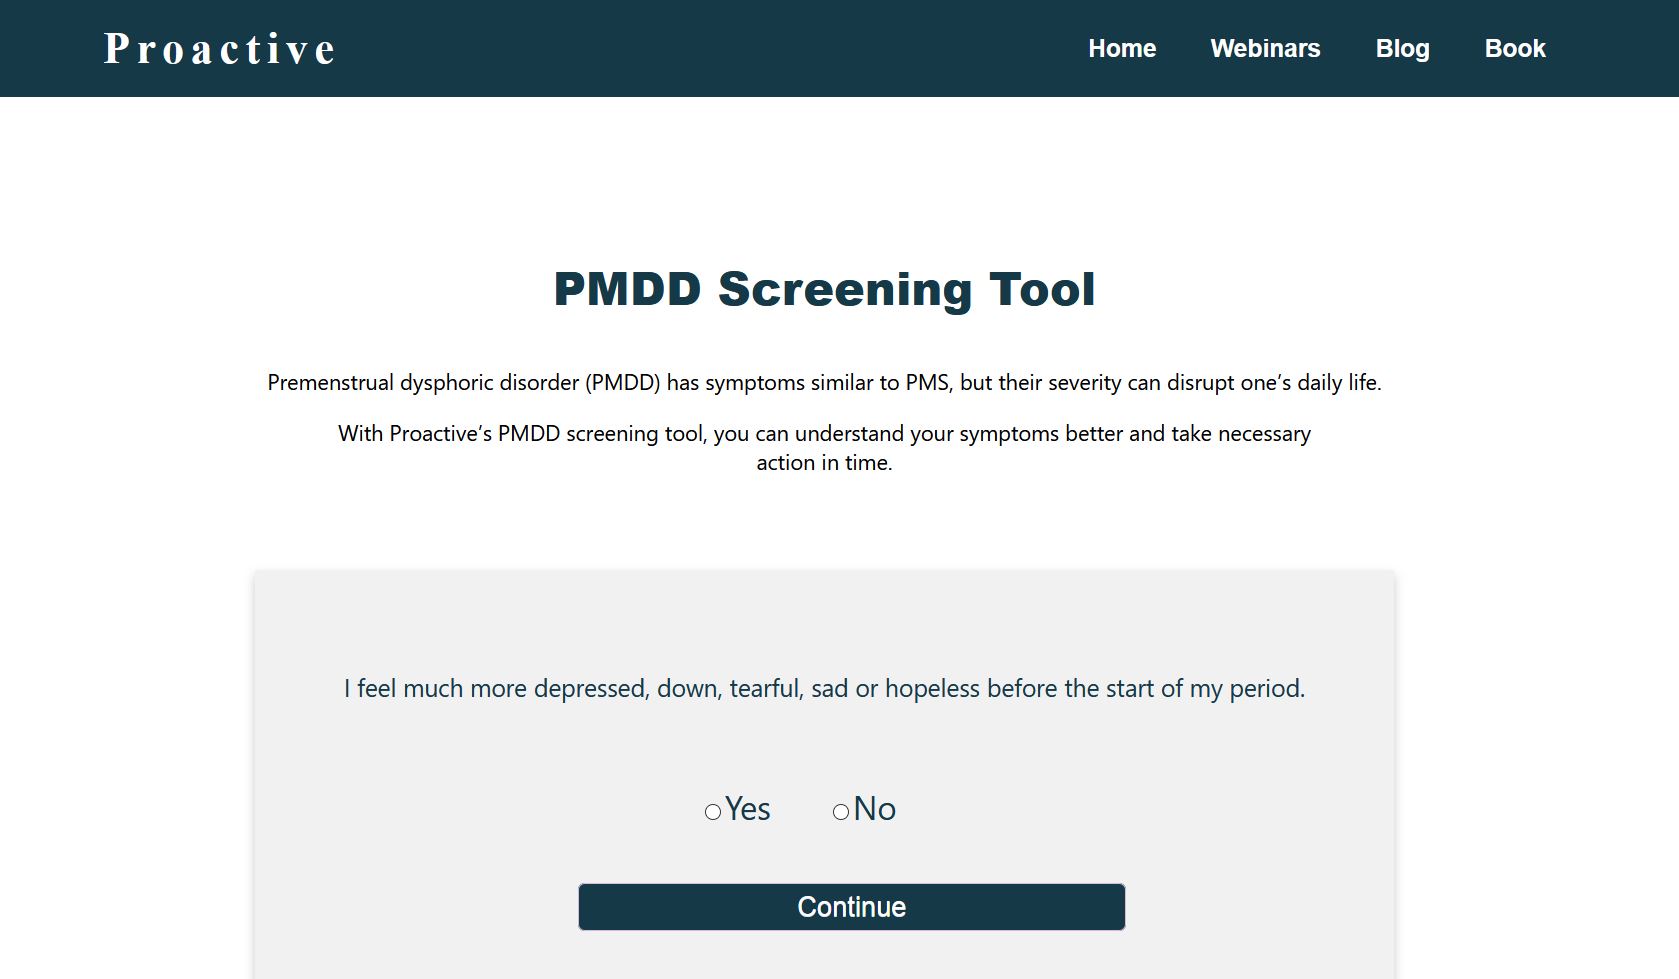 Proactive
Home Webinars Blog Book
PMDD Screening Tool
Premenstrual dysphoric disorder (PMDD) has symptoms similar to PMS, but their severity can disrupt one’s daily life.
With Proactive’s PMDD screening tool, you can understand your symptoms better and take necessary
action in time.
I feel much more depressed, down, tearful, sad or hopeless before the start of my period.
Yes No
Continue